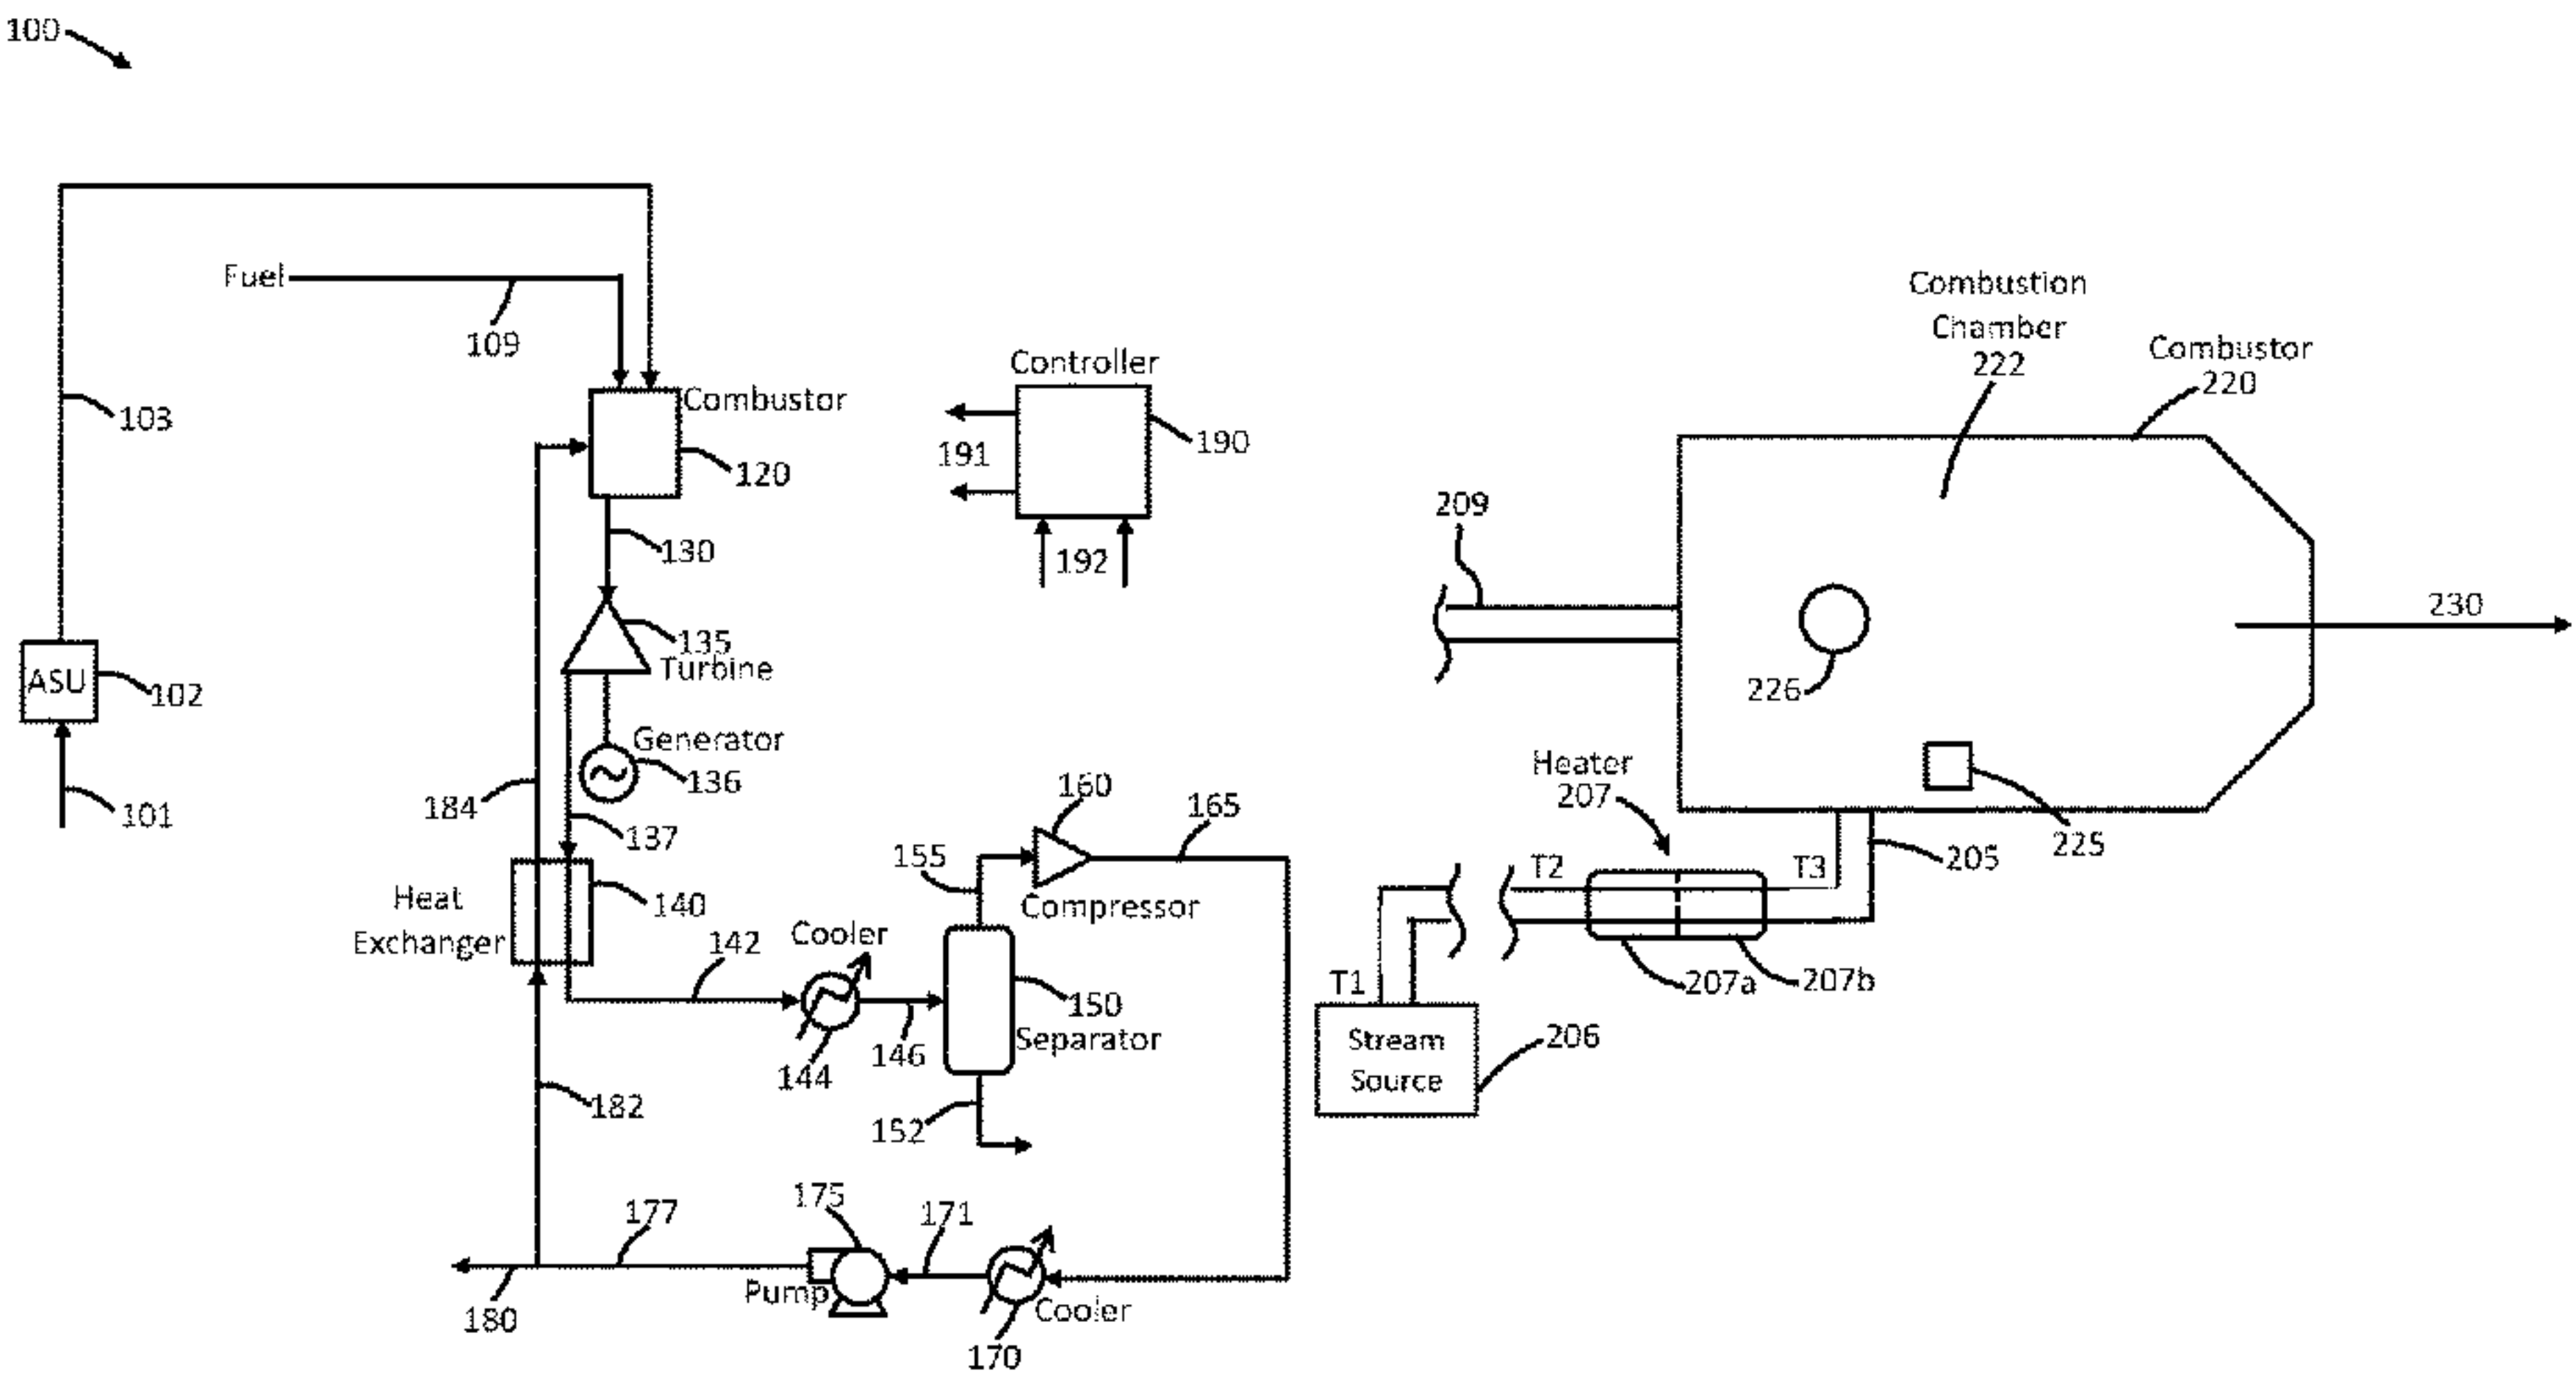 100
Fuel
109
103
Combustor
120
Controller
190
191
192
130
135
Turbine
ASU
102
101
Generator
136
184
137
Heat
Exchanger
140
142
Cooler
144
146
155
160
165
Compressor
150
Separator
152
182
175
171
177
Pump
180
Cooler
170
Combustion
Chamber
222
Combustor
220
209
230
226
225
Heater
207
205
T2
T3
207a
207b
T1
Stream
Source
206